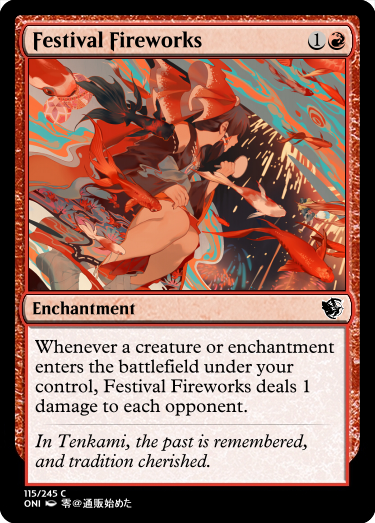 Festival Fireworks 1
Enchantment
Whenever a creature or enchantment
enters the battlefield under your
control, Festival Fireworks deals 1
damage to each opponent.
In Tenkami, the past is remembered,
and tradition cherished.
115/245 C
ONI 零@通販始めた